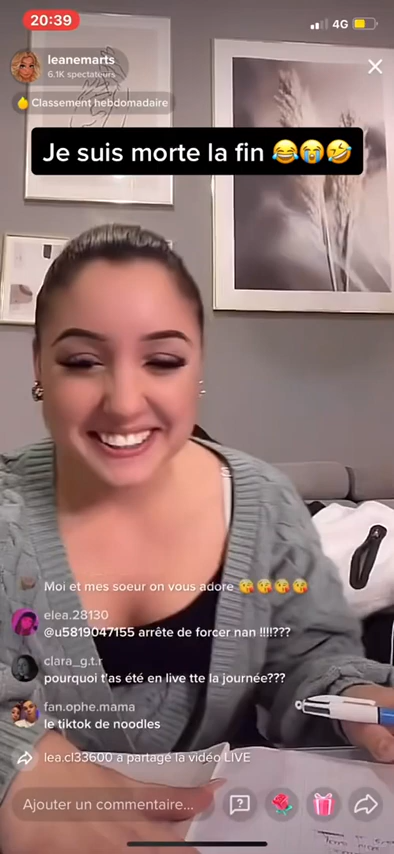 20:39
4G
leanemarts
6.1K spectateurs
Classement hebdomadaire
Je suis morte la fin 😂😭🤣
Moi et mes soeur on vous adore 😘😘😘😘
elea.28130
@u5819047155 arrête de forcer nan !!!!???
clara_g.t.r
pourquoi t'as été en live tte la journée???
fan.ophe.mama
le tiktok de noodles
lea.cl33600 a partagé la vidéo LIVE
Ajouter un commentaire...